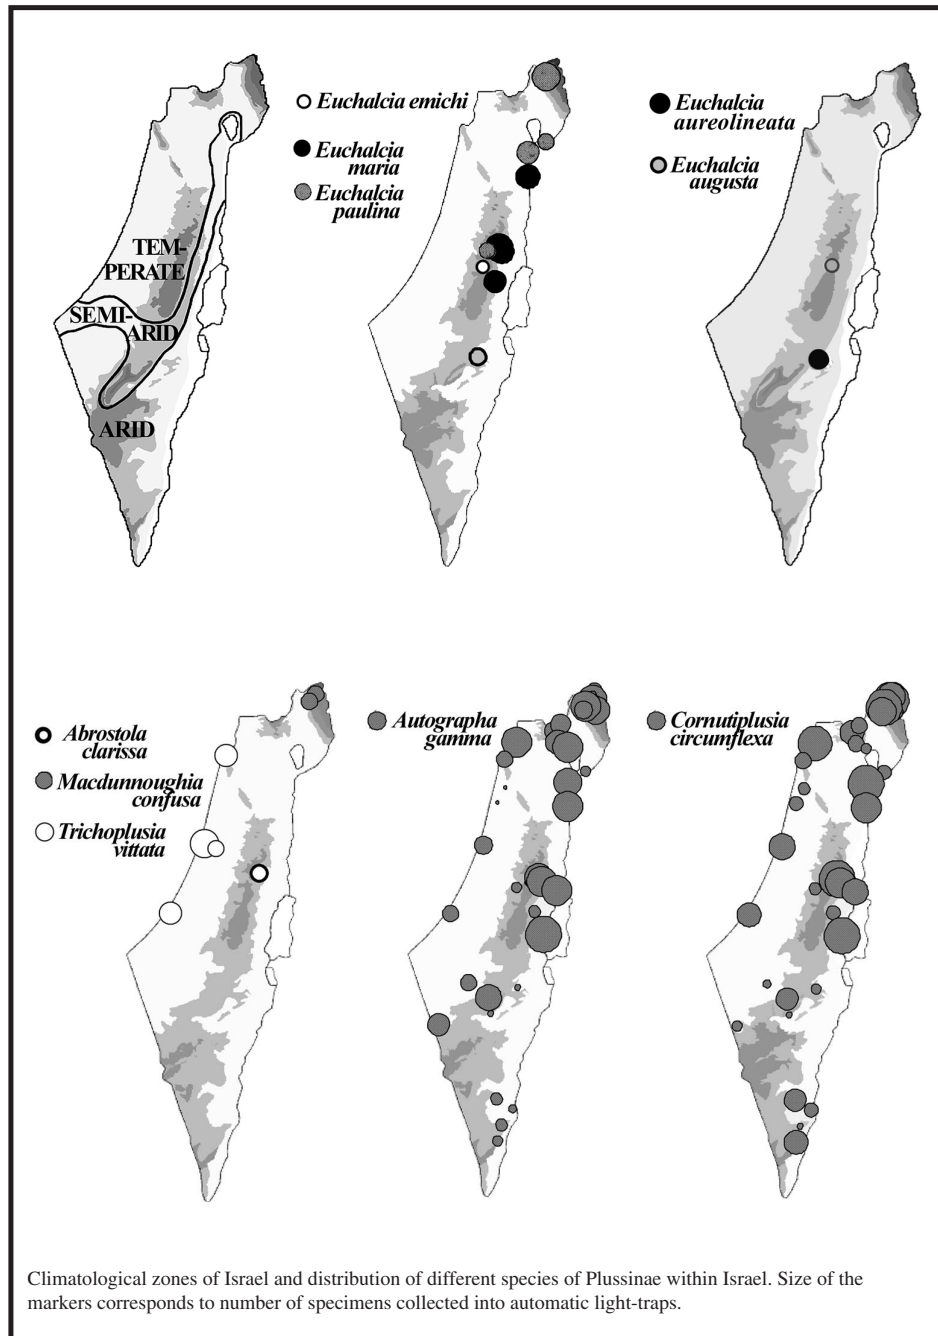 Euchalcia emichi
Euchalcia
maria
Euchalcia
paulina
Euchalcia
aureolineata
Euchalcia
augusta
TEM-
PERATE
SEMI-
ARID
ARID
Abrostola
clarissa
Macdunnoughia
confusa
Trichoplusia
vittata
Autographa
gamma
Cornutiplusia
circumflexa
Climatological zones of Israel and distribution of different species of Plussinae within Israel. Size of the
markers corresponds to number of specimens collected into automatic light-traps.